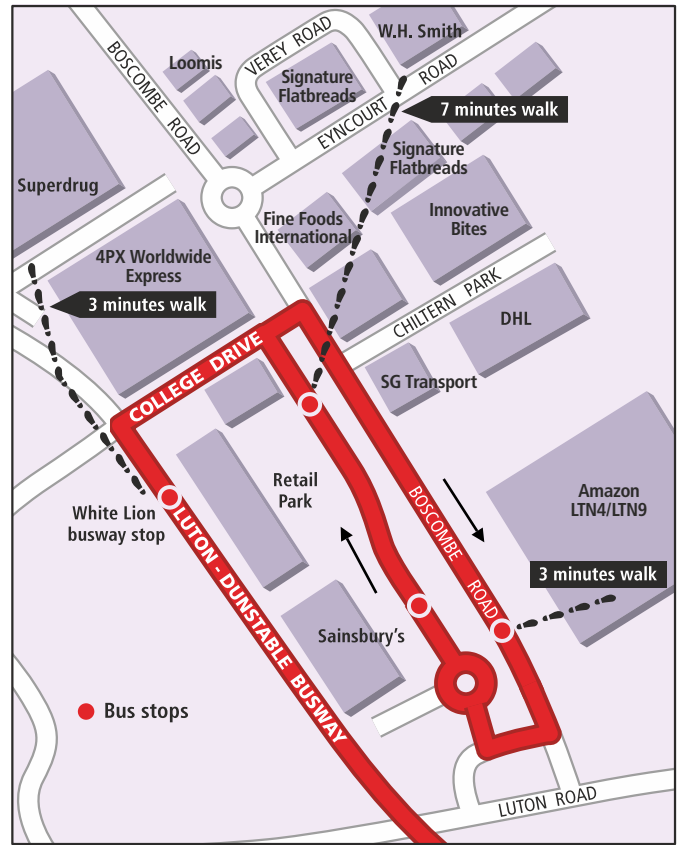 W.H. Smith
VEREY ROAD
BOSCOMBE ROAD
Loomis
Signature
Flatbreads
EYNCOURT ROAD
7 minutes walk
Signature
Flatbreads
Superdrug
Fine Foods
International
Innovative
Bites
4PX Worldwide
Express
3 minutes walk
CHILTERN PARK
DHL
COLLEGE DRIVE
SG Transport
Retail
Park
BOSCOMBE ROAD
Amazon
LTN4/LTN9
White Lion
busway stop
LUTON - DUNSTABLE BUSWAY
3 minutes walk
Sainsbury's
Bus stops
LUTON ROAD